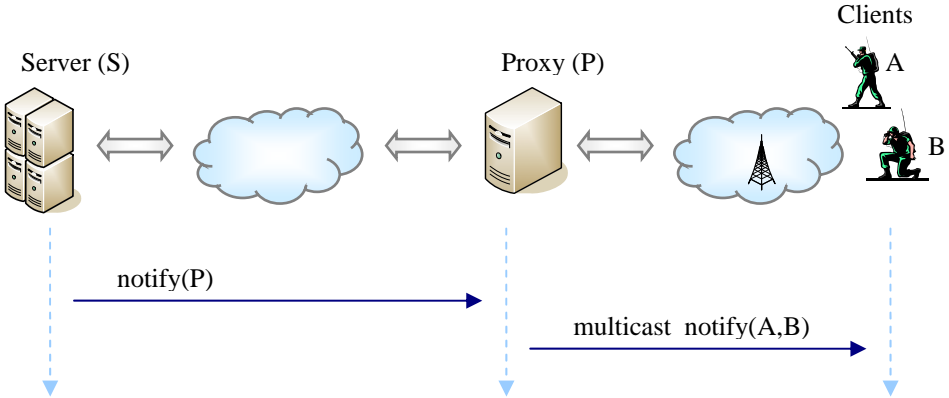 Clients
Server (S)
Proxy (P)
A
B
notify(P)
multicast notify(A,B)